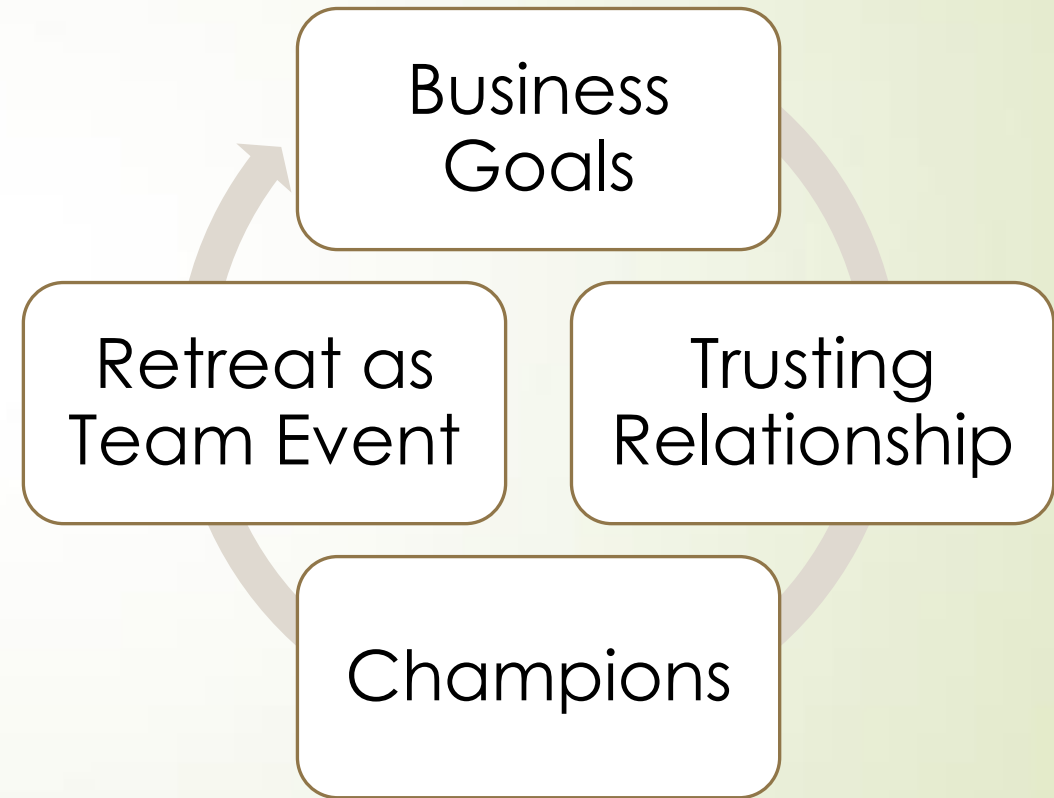 Business
Goals
Trusting
Relationship
Champions
Retreat as
Team Event